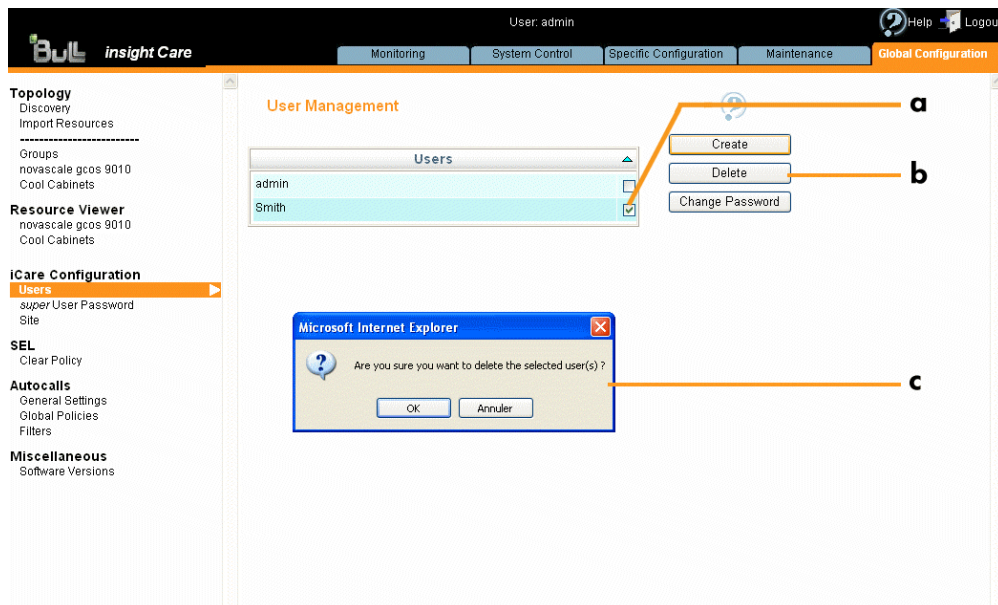 User: admin
Help Logou
Bull insight Care
Monitoring System Control Specific Configuration Maintenance Global Configuration
Topology
Discovery
Import Resources
-------------------------
Groups
novascale gcos 9010
Cool Cabinets
Resource Viewer
novascale gcos 9010
Cool Cabinets
iCare Configuration
Users
super User Password
Site
SEL
Clear Policy
Autocalls
General Settings
Global Policies
Filters
Miscellaneous
Software Versions
User Management
Users
admin
Smith
Create
Delete
Change Password
a
b
Microsoft Internet Explorer
Are you sure you want to delete the selected user(s) ?
OK Annuler
c